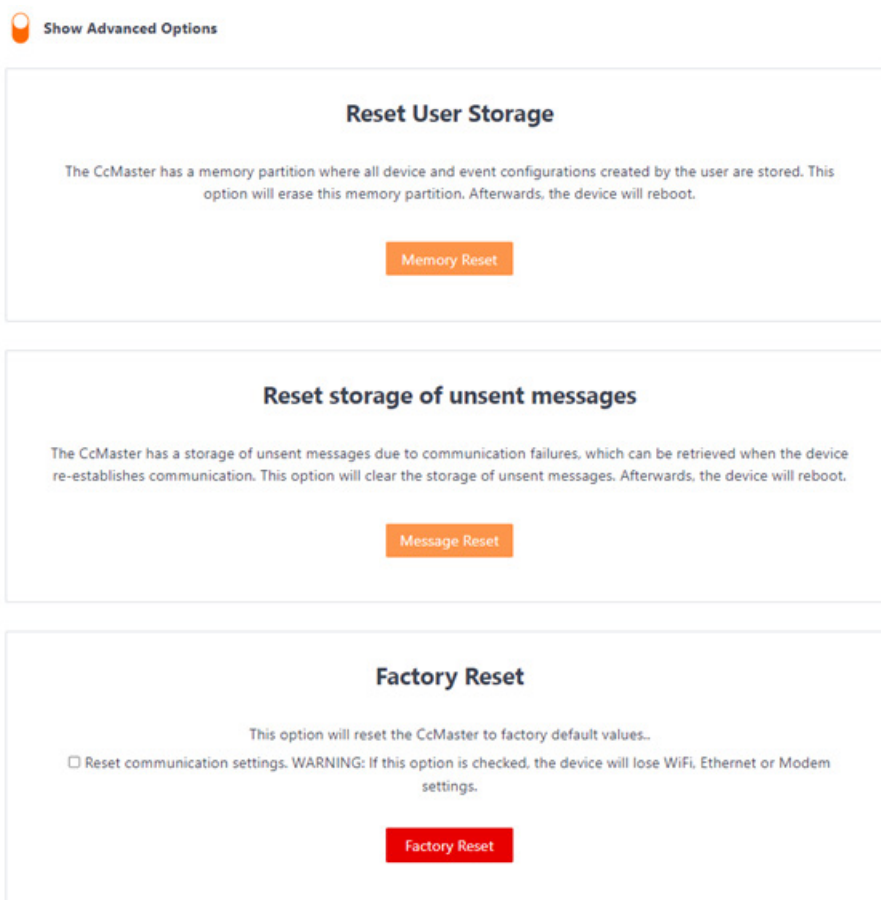 Show Advanced Options
Reset User Storage
The CcMaster has a memory partition where all device and event configurations created by the user are stored. This
option will erase this memory partition. Afterwards, the device will reboot.
Memory Reset
Reset storage of unsent messages
The CcMaster has a storage of unsent messages due to communication failures, which can be retrieved when the device
re-establishes communication. This option will clear the storage of unsent messages. Afterwards, the device will reboot.
Message Reset
Factory Reset
This option will reset the CcMaster to factory default values..
Reset communication settings. WARNING: If this option is checked, the device will lose WiFi, Ethernet or Modem
settings.
Factory Reset